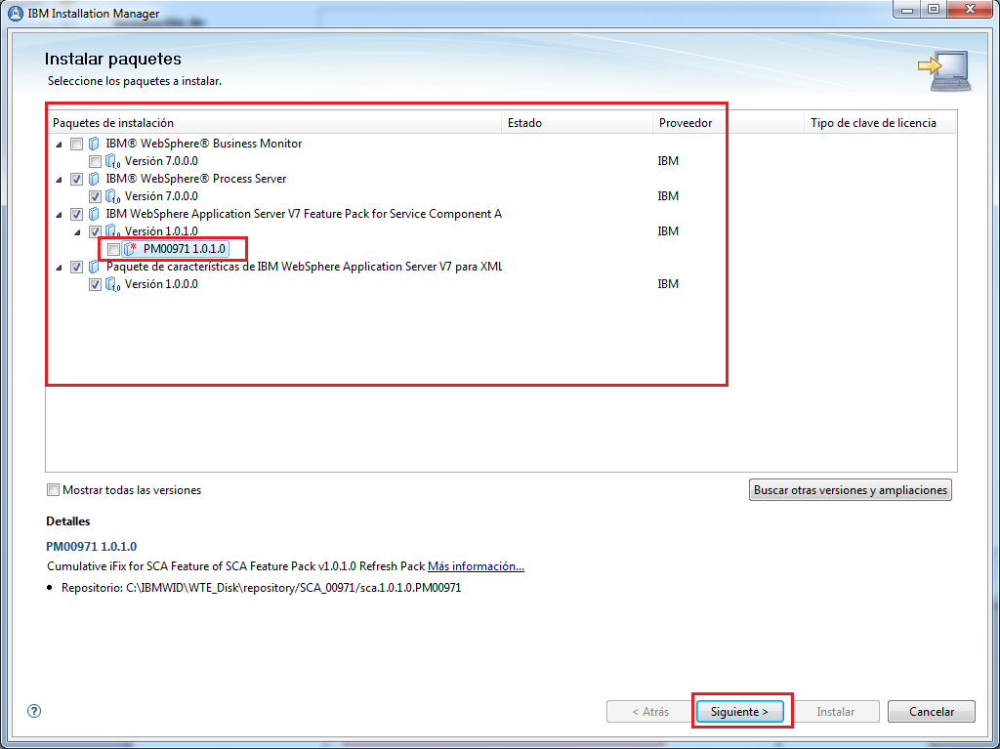 IBM Installation Manager
Instalar paquetes
Seleccione los paquetes a instalar.
Paquetes de instalación Estado Proveedor Tipo de clave de licencia
IBM® WebSphere® Business Monitor
Versión 7.0.0.0 IBM
IBM® WebSphere® Process Server
Versión 7.0.0.0 IBM
IBM WebSphere Application Server V7 Feature Pack for Service Component A
Versión 1.0.1.0 IBM
PM00971 1.0.1.0
Paquete de características de IBM WebSphere Application Server V7 para XML
Versión 1.0.0.0 IBM
Mostrar todas las versiones Buscar otras versiones y ampliaciones
Detalles
PM00971 1.0.1.0
Cumulative iFix for SCA Feature of SCA Feature Pack v1.0.1.0 Refresh Pack Más información...
• Repositorio: C:\IBMWID\WTE_Disk\repository/SCA_00971/sca.1.0.1.0.PM00971
? < Atrás Siguiente > Instalar Cancelar